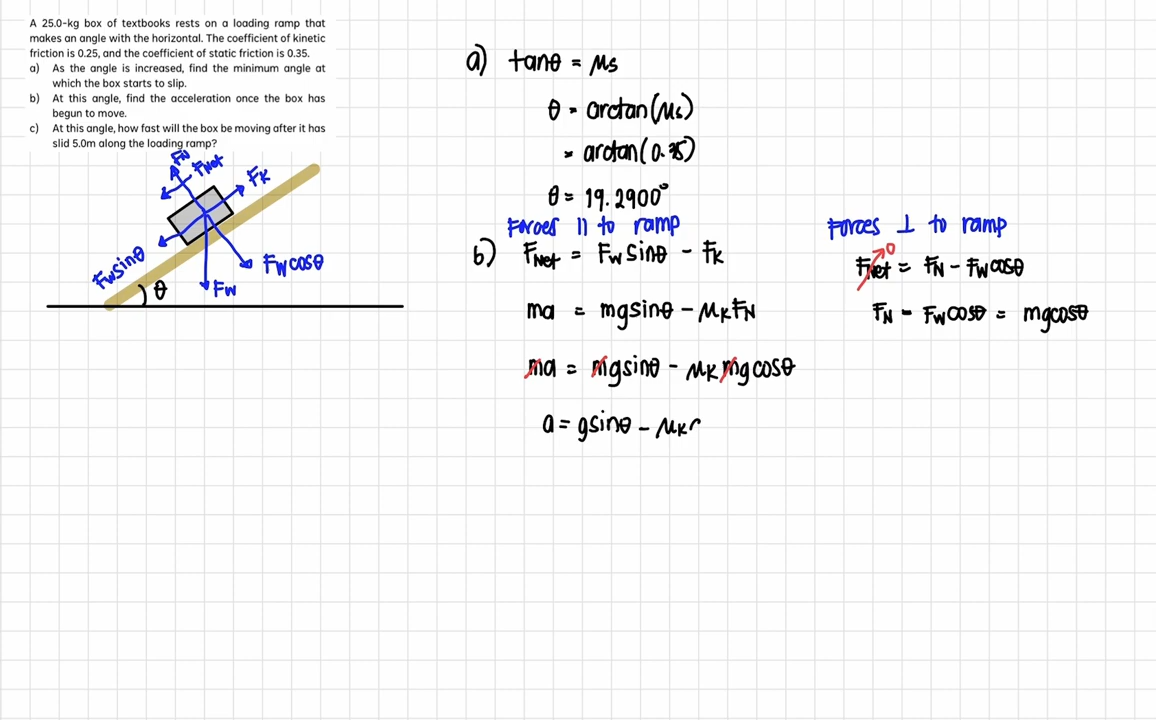 A 25.0-kg box of textbooks rests on a loading ramp that
makes an angle with the horizontal. The coefficient of kinetic
friction is 0.25, and the coefficient of static friction is 0.35.
a) As the angle is increased, find the minimum angle at
which the box starts to slip.
b) At this angle, find the acceleration once the box has
begun to move.
c) At this angle, how fast will the box be moving after it has
slid 5.0m along the loading ramp?
FN
FNet
FK
FW sinθ
FW cosθ
FW
θ
a) tanθ = μs
θ = arctan(μs)
= arctan(0.35)
θ = 19.2900°
Forces || to ramp
b) FNet = FW sinθ - FK
ma = mgsinθ - μKFN
ma = mgsinθ - μKmgcosθ
a = gsinθ - μK
Forces ⊥ to ramp
FNet 0 = FN - FWcosθ
FN = FWcosθ = mgcosθ